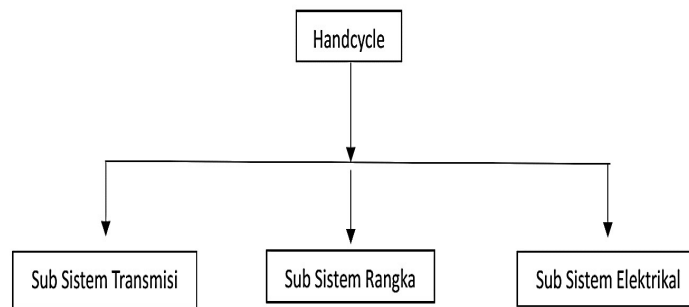 Handcycle
Sub Sistem Transmisi
Sub Sistem Rangka
Sub Sistem Elektrikal